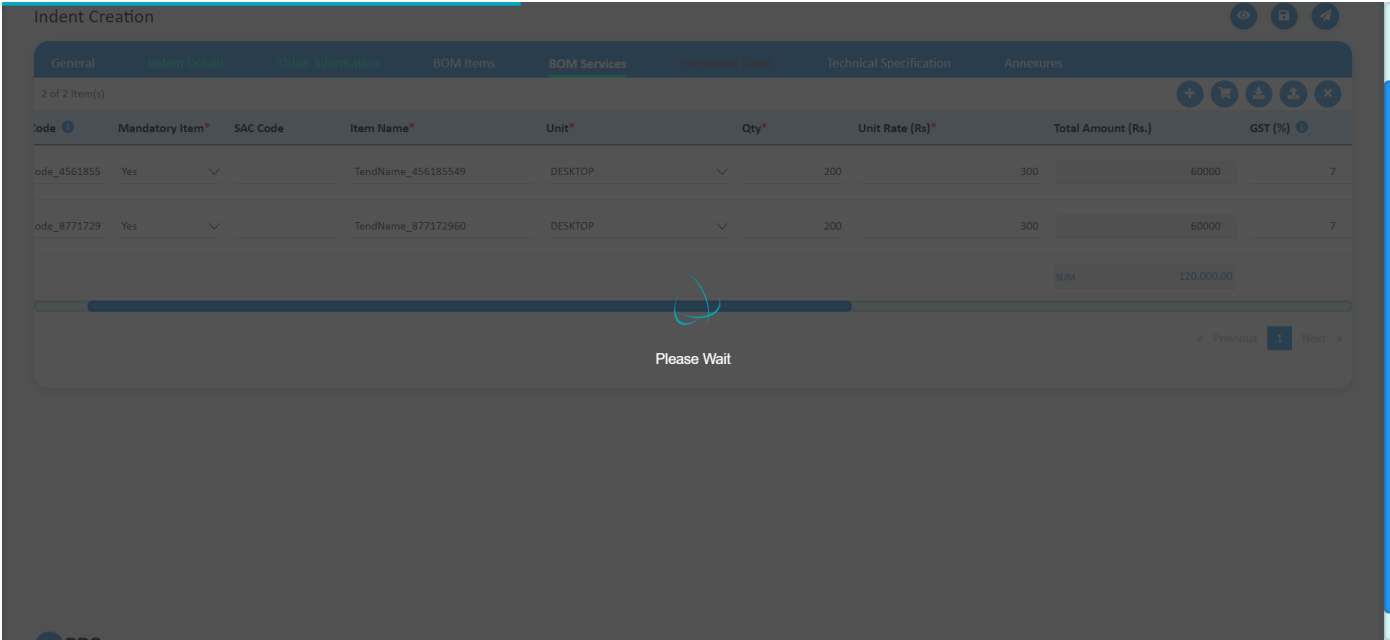 Indent Creation
General Indent Details Other Information BOM Items BOM Services Technical Specification Annexures
2 of 2 Item(s)
Code Mandatory Item* SAC Code Item Name* Unit* Qty* Unit Rate (Rs)* Total Amount (Rs.) GST (%)
ode_4561855 Yes TendName_456185549 DESKTOP 200 300 60000 7
ode_8771729 Yes TendName_877172960 DESKTOP 200 300 60000 7
SUM 120,000.00
« Previous 1 Next »
Please Wait